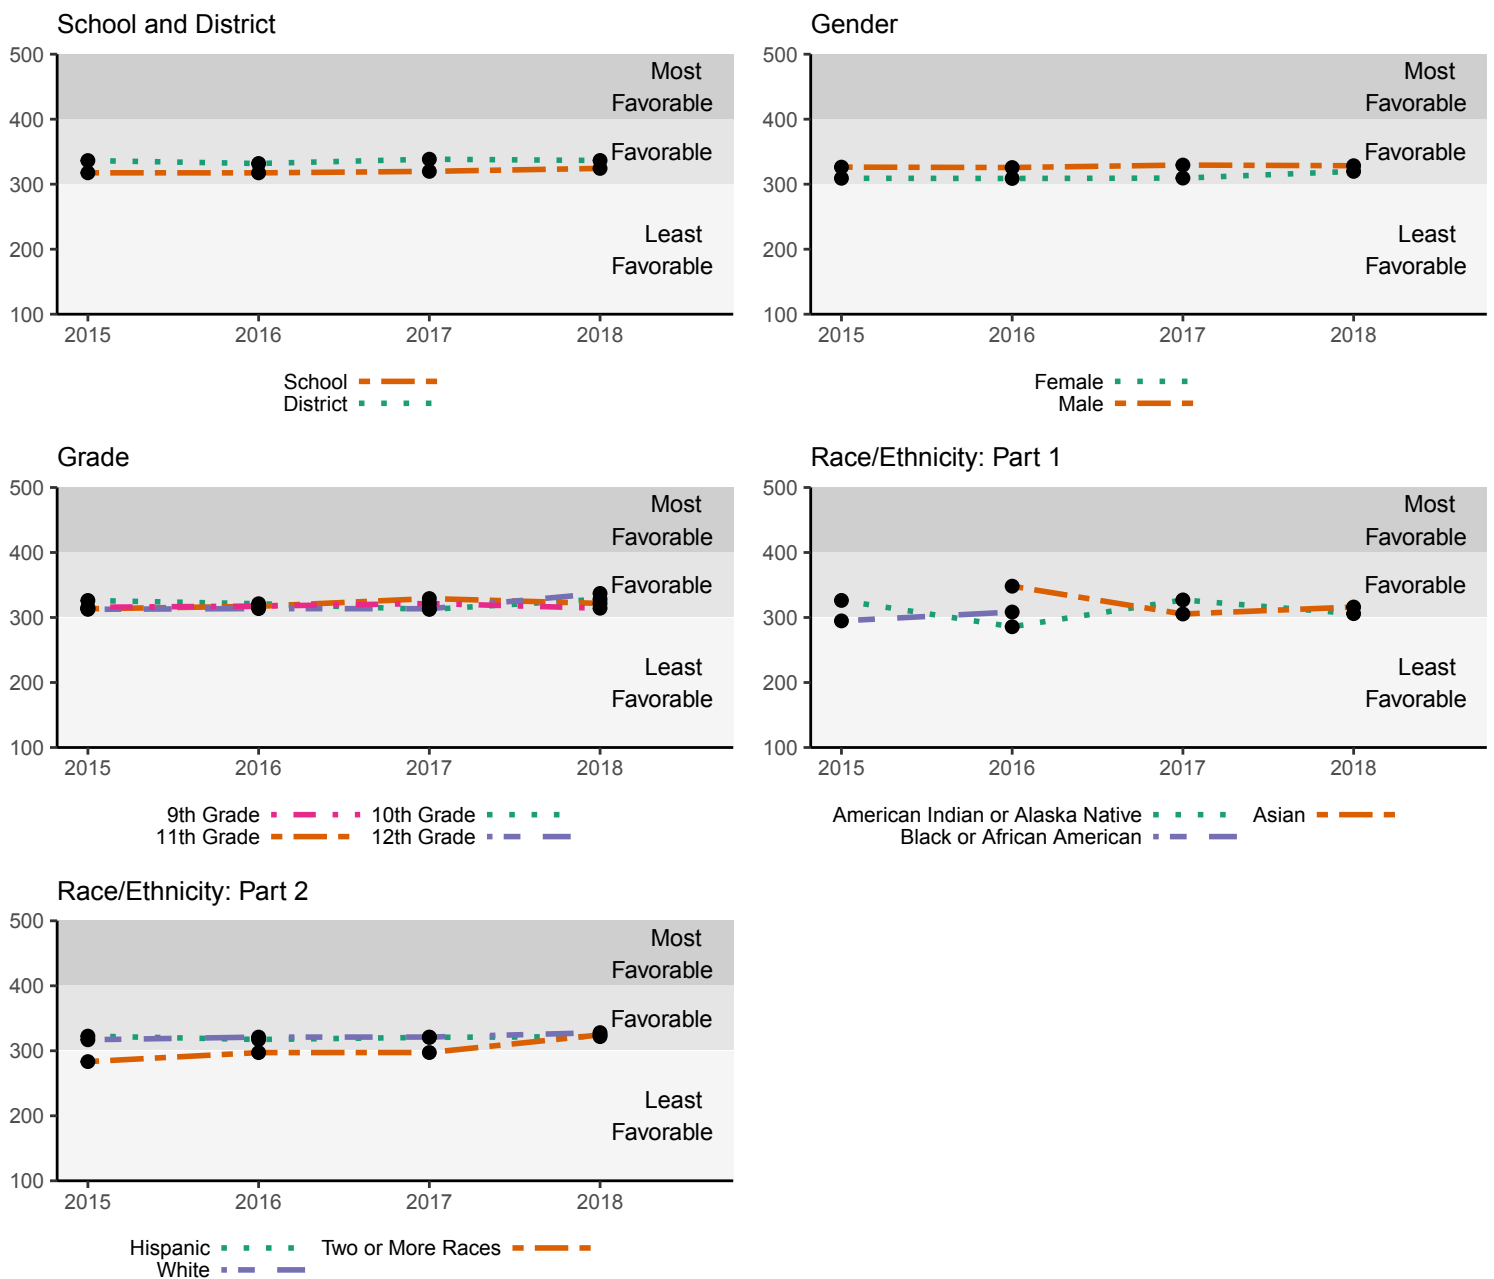 School and District
500
400
300
200
100
Most
Favorable
Favorable
Least
Favorable
2015 2016 2017 2018
School
District
Gender
500
400
300
200
100
Most
Favorable
Favorable
Least
Favorable
2015 2016 2017 2018
Female
Male
Grade
500
400
300
200
100
Most
Favorable
Favorable
Least
Favorable
2015 2016 2017 2018
9th Grade 10th Grade
11th Grade 12th Grade
Race/Ethnicity: Part 1
500
400
300
200
100
Most
Favorable
Favorable
Least
Favorable
2015 2016 2017 2018
American Indian or Alaska Native Asian
Black or African American
Race/Ethnicity: Part 2
500
400
300
200
100
Most
Favorable
Favorable
Least
Favorable
2015 2016 2017 2018
Hispanic Two or More Races
White